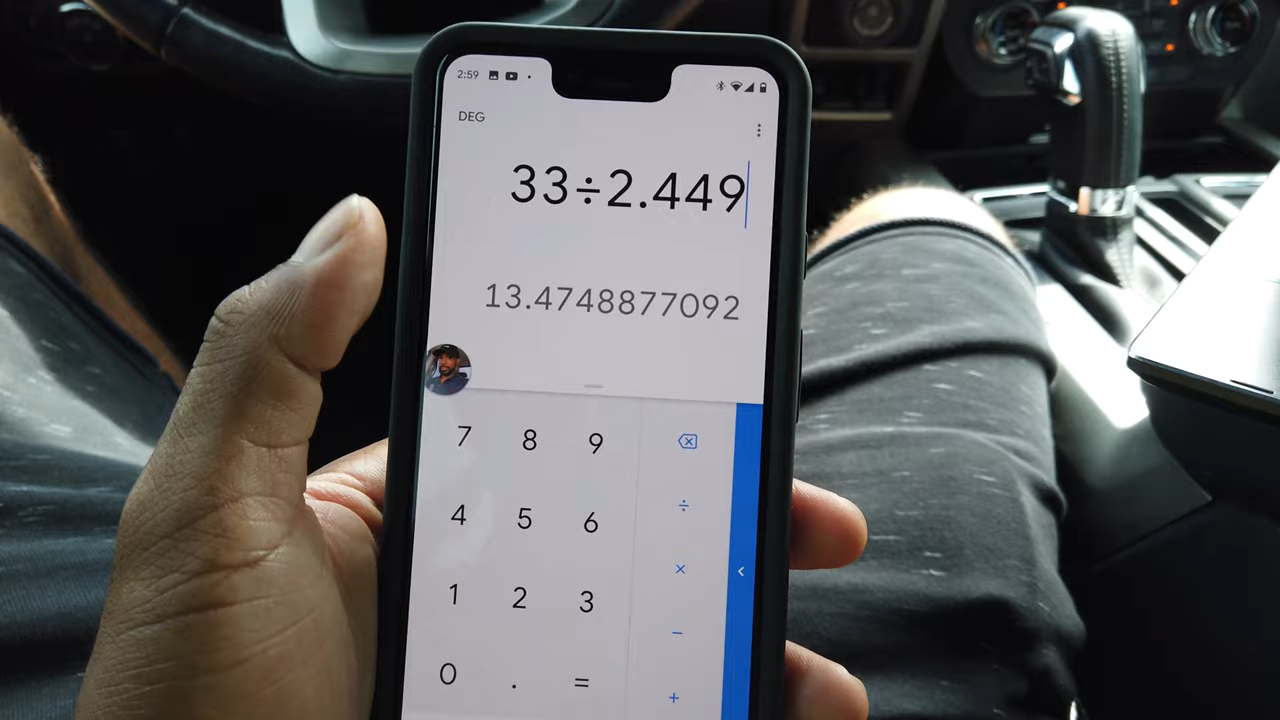 2:59
DEG
33÷2.449
13.4748877092
7 8 9
4 5 6 ÷
1 2 3 ×
0 . = −
+
<